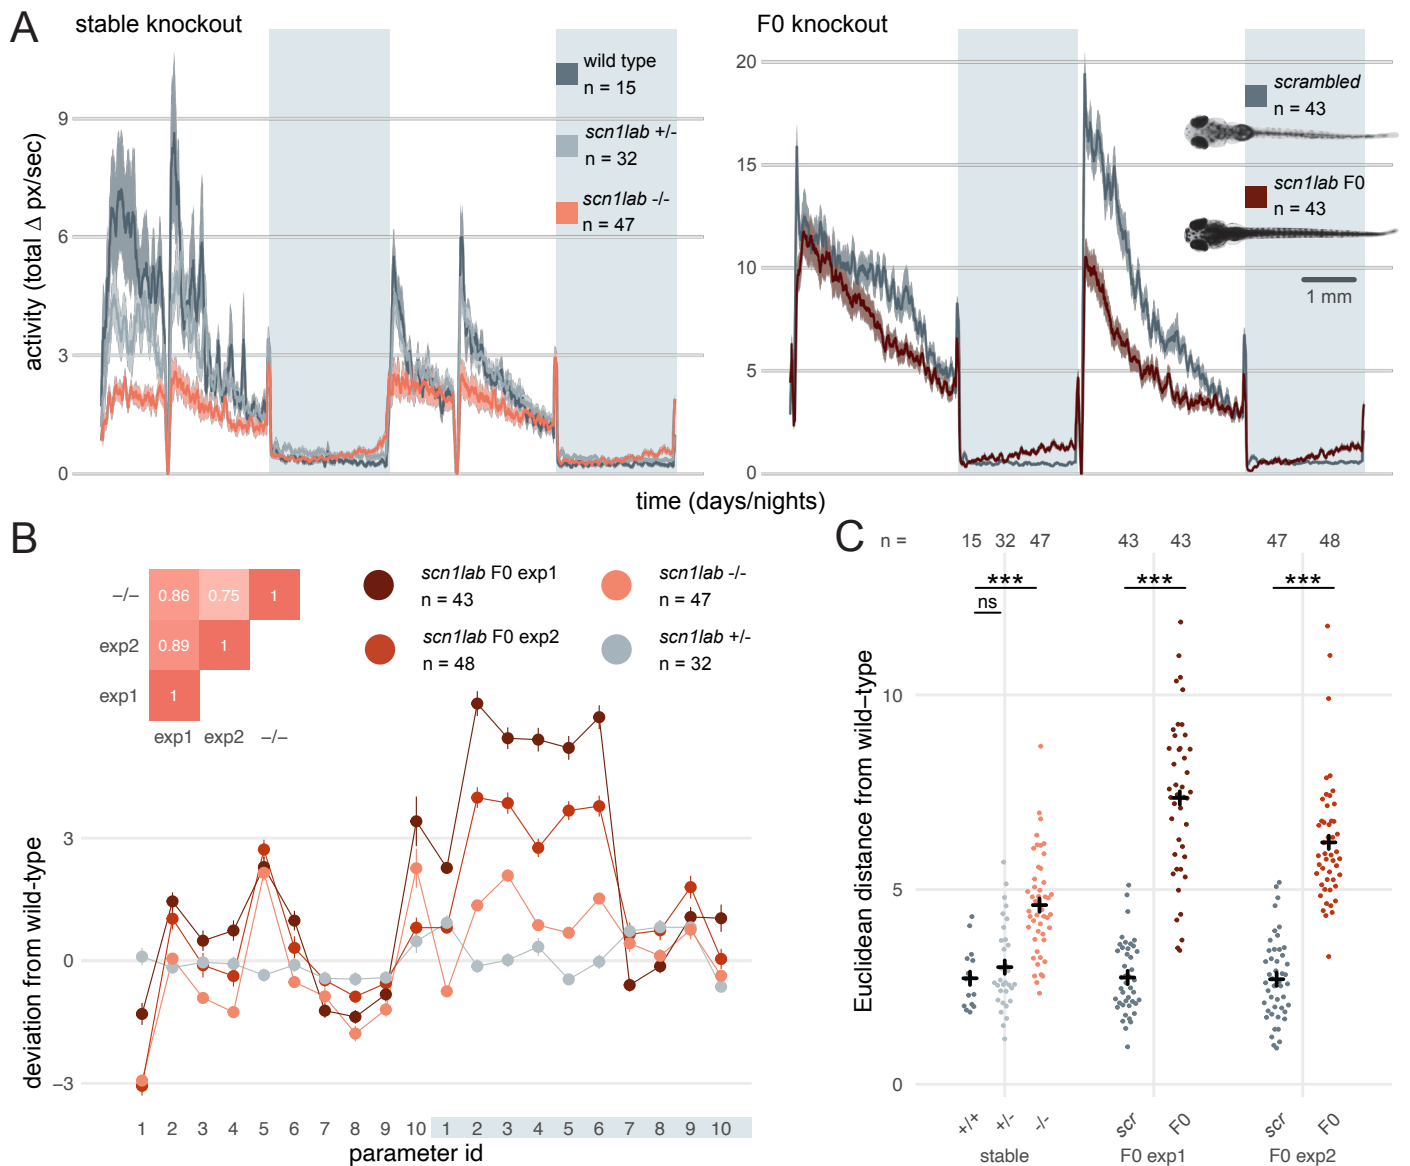 A
stable knockout
F0 knockout
activity (total Δ px/sec)
9
6
3
0
wild type
n = 15
scn1lab +/-
n = 32
scn1lab -/-
n = 47
20
15
10
5
0
scrambled
n = 43
scn1lab F0
n = 43
1 mm
time (days/nights)
B
−/−
0.86 0.75 1
exp2
0.89 1
exp1
1
exp1 exp2 −/−
scn1lab F0 exp1
n = 43
scn1lab F0 exp2
n = 48
scn1lab -/-
n = 47
scn1lab +/-
n = 32
deviation from wild-type
3
0
−3
1 2 3 4 5 6 7 8 9 10 1 2 3 4 5 6 7 8 9 10
parameter id
C
n = 15 32 47 43 43 47 48
*** *** ***
ns
Euclidean distance from wild−type
10
5
0
+/+ +/- -/- scr F0 scr F0
stable F0 exp1 F0 exp2